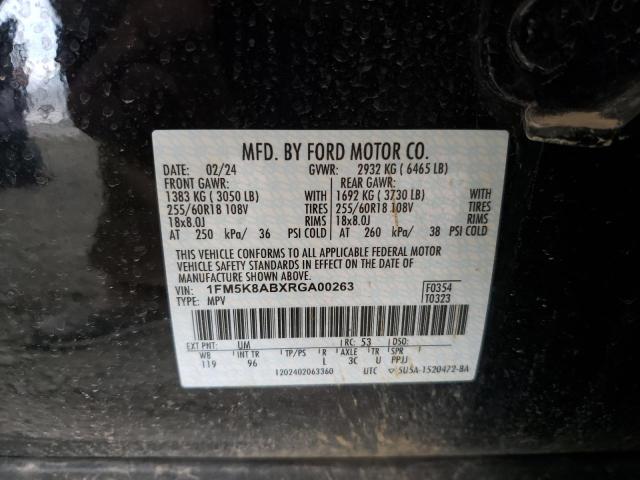 MFD. BY FORD MOTOR CO.
DATE: 02/24 GVWR: 2932 KG ( 6465 LB)
FRONT GAWR: REAR GAWR:
1383 KG ( 3050 LB) WITH 1692 KG ( 3730 LB) WITH
255/60R18 108V TIRES 255/60R18 108V TIRES
18x8.0J RIMS 18x8.0J RIMS
AT 250 kPa/ 36 PSI COLD AT 260 kPa/ 38 PSI COLD
THIS VEHICLE CONFORMS TO ALL APPLICABLE FEDERAL MOTOR
VEHICLE SAFETY AND BUMPER STANDARDS IN EFFECT ON THE DATE OF
MANUFACTURE SHOWN ABOVE.
VIN: 1FM5K8ABXRGA00263 F0354
TYPE: MPV T0323
EXT PNT: UM RC: 53 DSO:
WB INT TR TP/PS R AXLE TR SPR
119 96 L 3C U PPJJ
1202402063360 UTC 5USA-1520472-BA